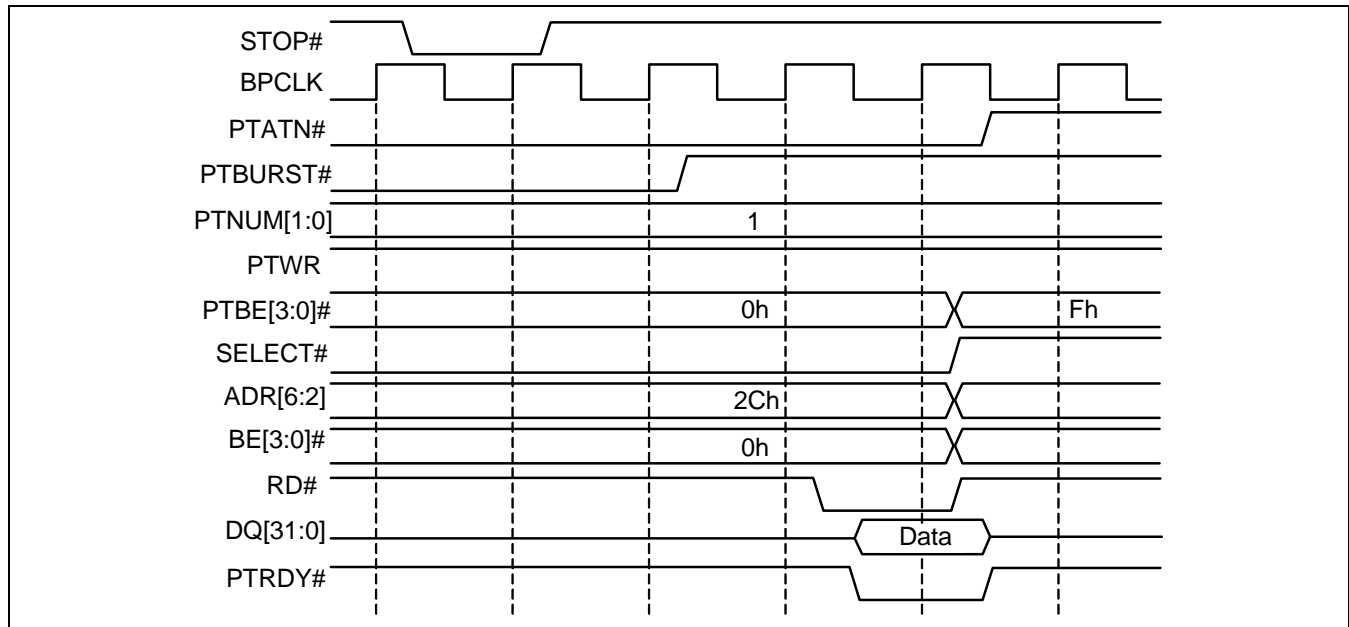 STOP#
BPCLK
PTATN#
PTBURST#
PTNUM[1:0] 1
PTWR
PTBE[3:0]# 0h Fh
SELECT#
ADR[6:2] 2Ch
BE[3:0]# 0h
RD#
DQ[31:0] Data
PTRDY#